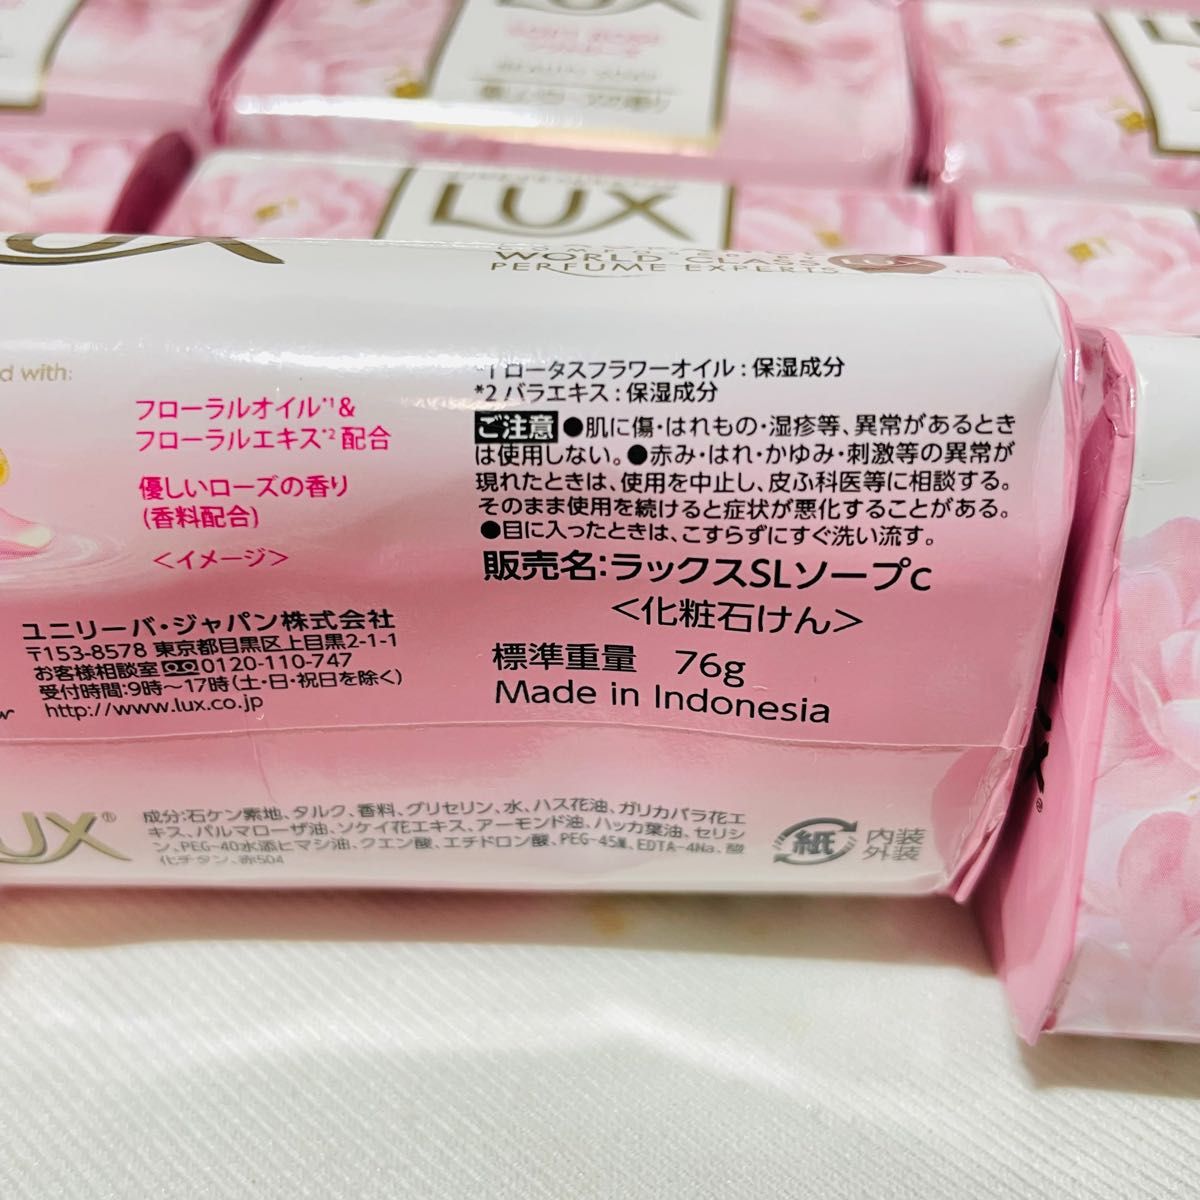 LUX
BEAUTY SOAP
LUX
WORLD CLASS
PERFUME EXPERTS
d with:
フローラルオイル*1&
フローラルエキス*2 配合
優しいローズの香り
(香料配合)
<イメージ>
ユニリーバ・ジャパン株式会社
〒153-8578 東京都目黒区上目黒2-1-1
お客様相談室 0120-110-747
受付時間:9時～17時(土・日・祝日を除く)
http://www.lux.co.jp
*1 ロータスフラワーオイル:保湿成分
*2 バラエキス:保湿成分
ご注意 ●肌に傷・はれもの・湿疹等、異常があるとき
は使用しない。●赤み・はれ・かゆみ・刺激等の異常が
現れたときは、使用を中止し、皮ふ科医等に相談する。
そのまま使用を続けると症状が悪化することがある。
●目に入ったときは、こすらずにすぐ洗い流す。
販売名:ラックスSLソープc
<化粧石けん>
標準重量 76g
Made in Indonesia
UX®
成分:石ケン素地、タルク、香料、グリセリン、水、ハス花油、ガリカバラ花エ
キス、パルマローザ油、ソケイ花エキス、アーモンド油、ハッカ葉油、セリシ
ン、PEG-40水添ヒマシ油、クエン酸、エチドロン酸、PEG-45M、EDTA-4Na、酸
化チタン、赤504
紙 内装
外装